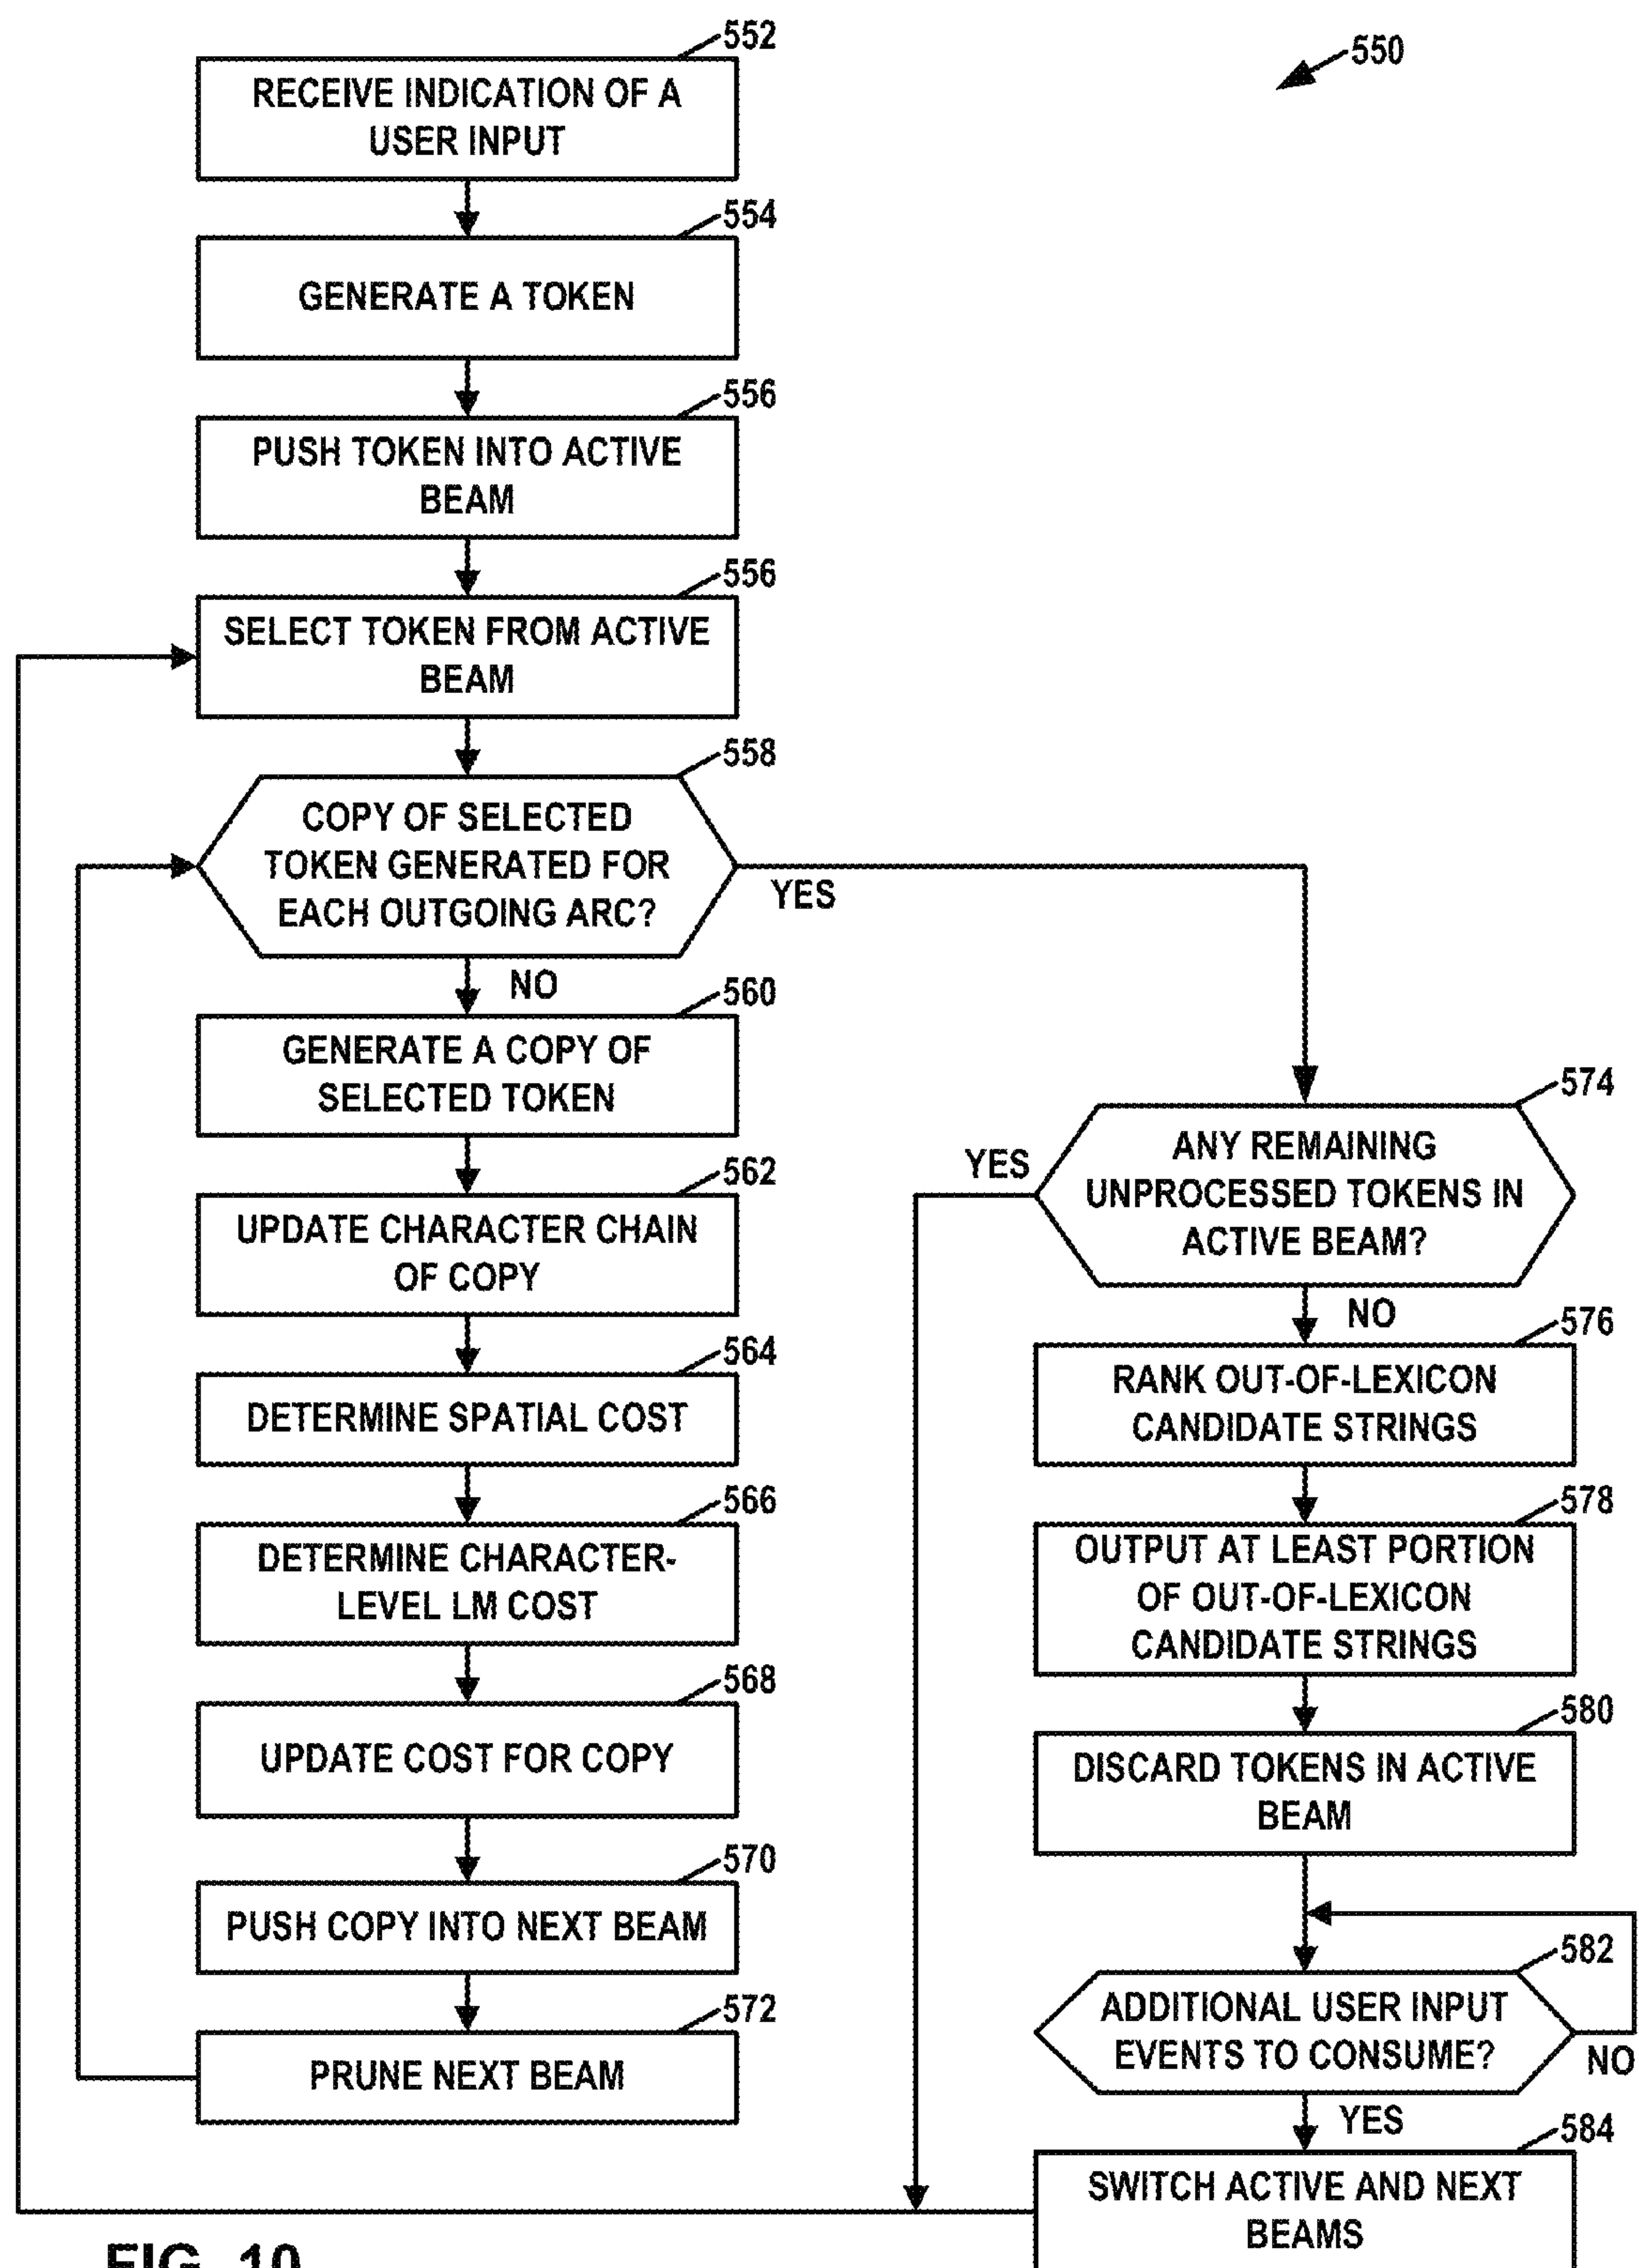 552
550
RECEIVE INDICATION OF A
USER INPUT
554
GENERATE A TOKEN
556
PUSH TOKEN INTO ACTIVE
BEAM
556
SELECT TOKEN FROM ACTIVE
BEAM
558
COPY OF SELECTED
TOKEN GENERATED FOR
EACH OUTGOING ARC?
YES
NO
560
GENERATE A COPY OF
SELECTED TOKEN
562
UPDATE CHARACTER CHAIN
OF COPY
564
DETERMINE SPATIAL COST
566
DETERMINE CHARACTER-
LEVEL LM COST
568
UPDATE COST FOR COPY
570
PUSH COPY INTO NEXT BEAM
572
PRUNE NEXT BEAM
574
ANY REMAINING
UNPROCESSED TOKENS IN
ACTIVE BEAM?
YES
NO
576
RANK OUT-OF-LEXICON
CANDIDATE STRINGS
578
OUTPUT AT LEAST PORTION
OF OUT-OF-LEXICON
CANDIDATE STRINGS
580
DISCARD TOKENS IN ACTIVE
BEAM
582
ADDITIONAL USER INPUT
EVENTS TO CONSUME?
NO
YES
584
SWITCH ACTIVE AND NEXT
BEAMS
FIG. 10